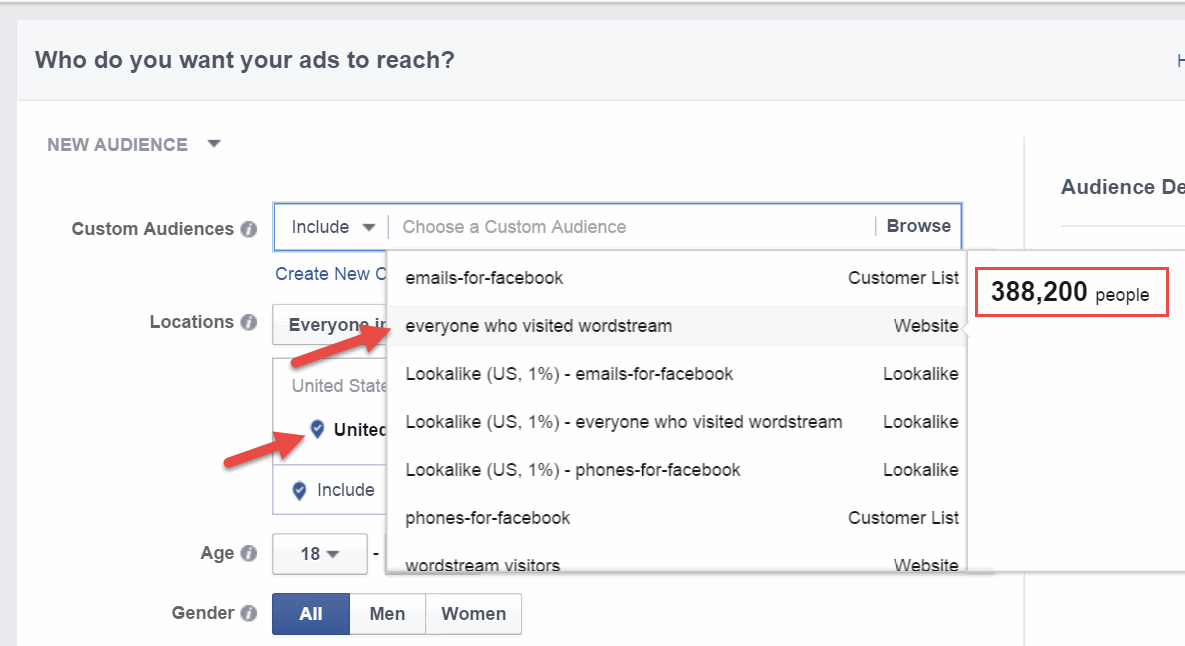 Who do you want your ads to reach?
NEW AUDIENCE
Custom Audiences
Include
Choose a Custom Audience
Browse
Audience
Create New
emails-for-facebook Customer List
388,200 people
Locations
Everyone
everyone who visited wordstream Website
Lookalike (US, 1%) - emails-for-facebook Lookalike
United
United
Lookalike (US, 1%) - everyone who visited wordstream Lookalike
Lookalike (US, 1%) - phones-for-facebook Lookalike
Include
phones-for-facebook Customer List
wordstream visitors Website
Age
18 -
Gender
All Men Women